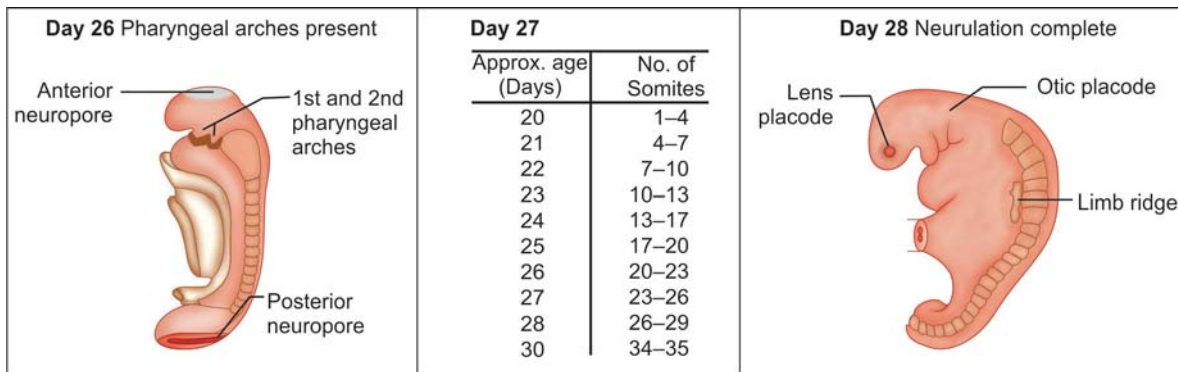 Day 26 Pharyngeal arches present
Anterior
neuropore
1st and 2nd
pharyngeal
arches
Posterior
neuropore
Day 27
Approx. age
(Days)
No. of
Somites
20 1–4
21 4–7
22 7–10
23 10–13
24 13–17
25 17–20
26 20–23
27 23–26
28 26–29
30 34–35
Day 28 Neurulation complete
Lens
placode
Otic placode
Limb ridge